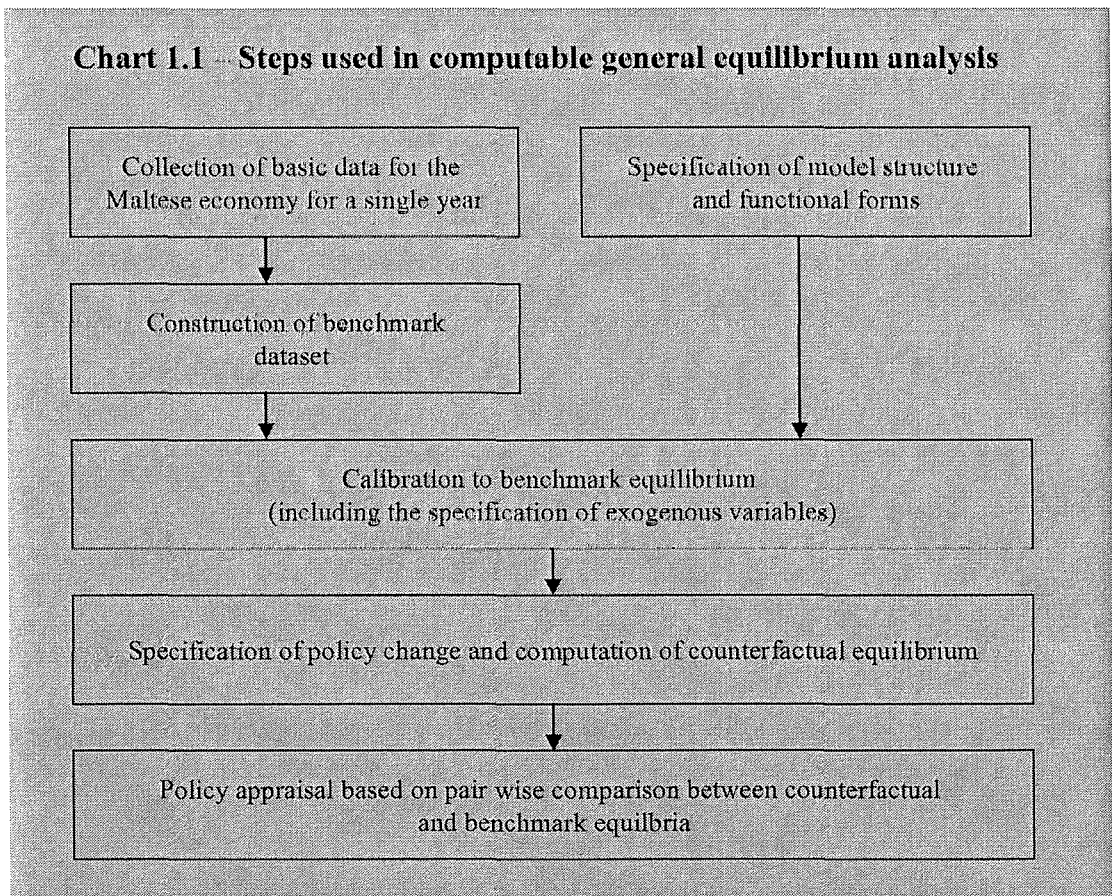 Chart 1.1 – Steps used in computable general equilibrium analysis
Collection of basic data for the
Maltese economy for a single year
Specification of model structure
and functional forms
Construction of benchmark
dataset
Calibration to benchmark equilibrium
(including the specification of exogenous variables)
Specification of policy change and computation of counterfactual equilibrium
Policy appraisal based on pair wise comparison between counterfactual
and benchmark equilbria